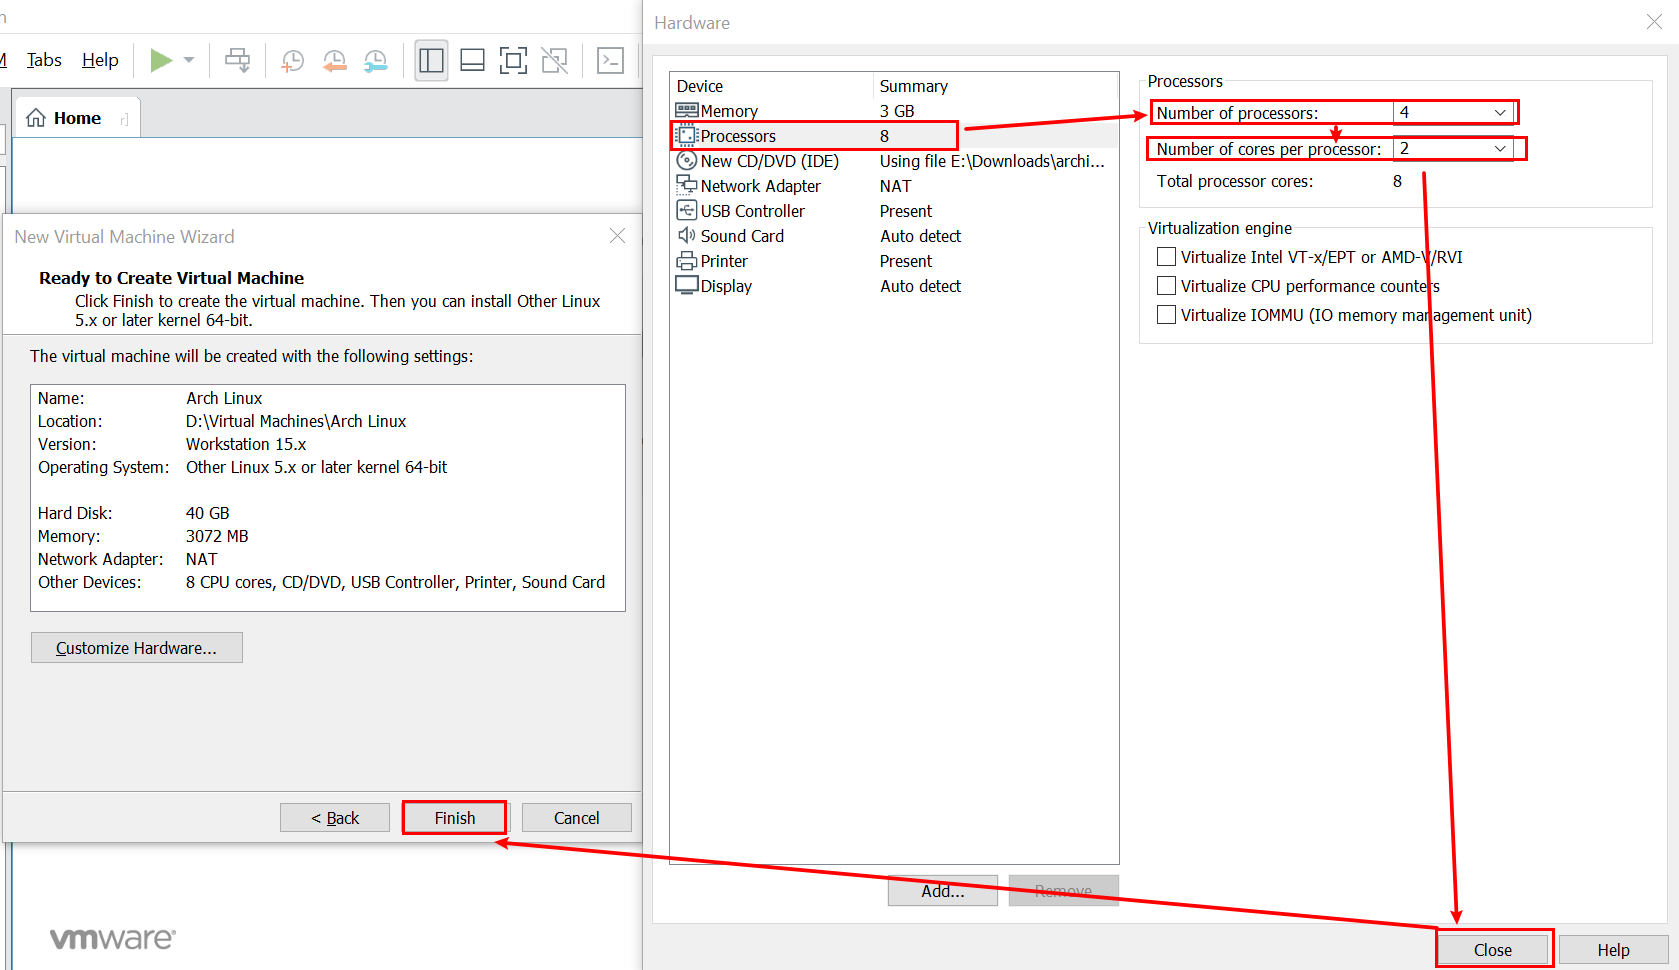 Tabs Help
Home
New Virtual Machine Wizard
Ready to Create Virtual Machine
Click Finish to create the virtual machine. Then you can install Other Linux
5.x or later kernel 64-bit.
The virtual machine will be created with the following settings:
Name: Arch Linux
Location: D:\Virtual Machines\Arch Linux
Version: Workstation 15.x
Operating System: Other Linux 5.x or later kernel 64-bit
Hard Disk: 40 GB
Memory: 3072 MB
Network Adapter: NAT
Other Devices: 8 CPU cores, CD/DVD, USB Controller, Printer, Sound Card
Customize Hardware...
< Back Finish Cancel
vmware®
Hardware
Device Summary
Memory 3 GB
Processors 8
New CD/DVD (IDE) Using file E:\Downloads\archi...
Network Adapter NAT
USB Controller Present
Sound Card Auto detect
Printer Present
Display Auto detect
Add... Remove
Processors
Number of processors: 4
Number of cores per processor: 2
Total processor cores: 8
Virtualization engine
Virtualize Intel VT-x/EPT or AMD-V/RVI
Virtualize CPU performance counters
Virtualize IOMMU (IO memory management unit)
Close Help